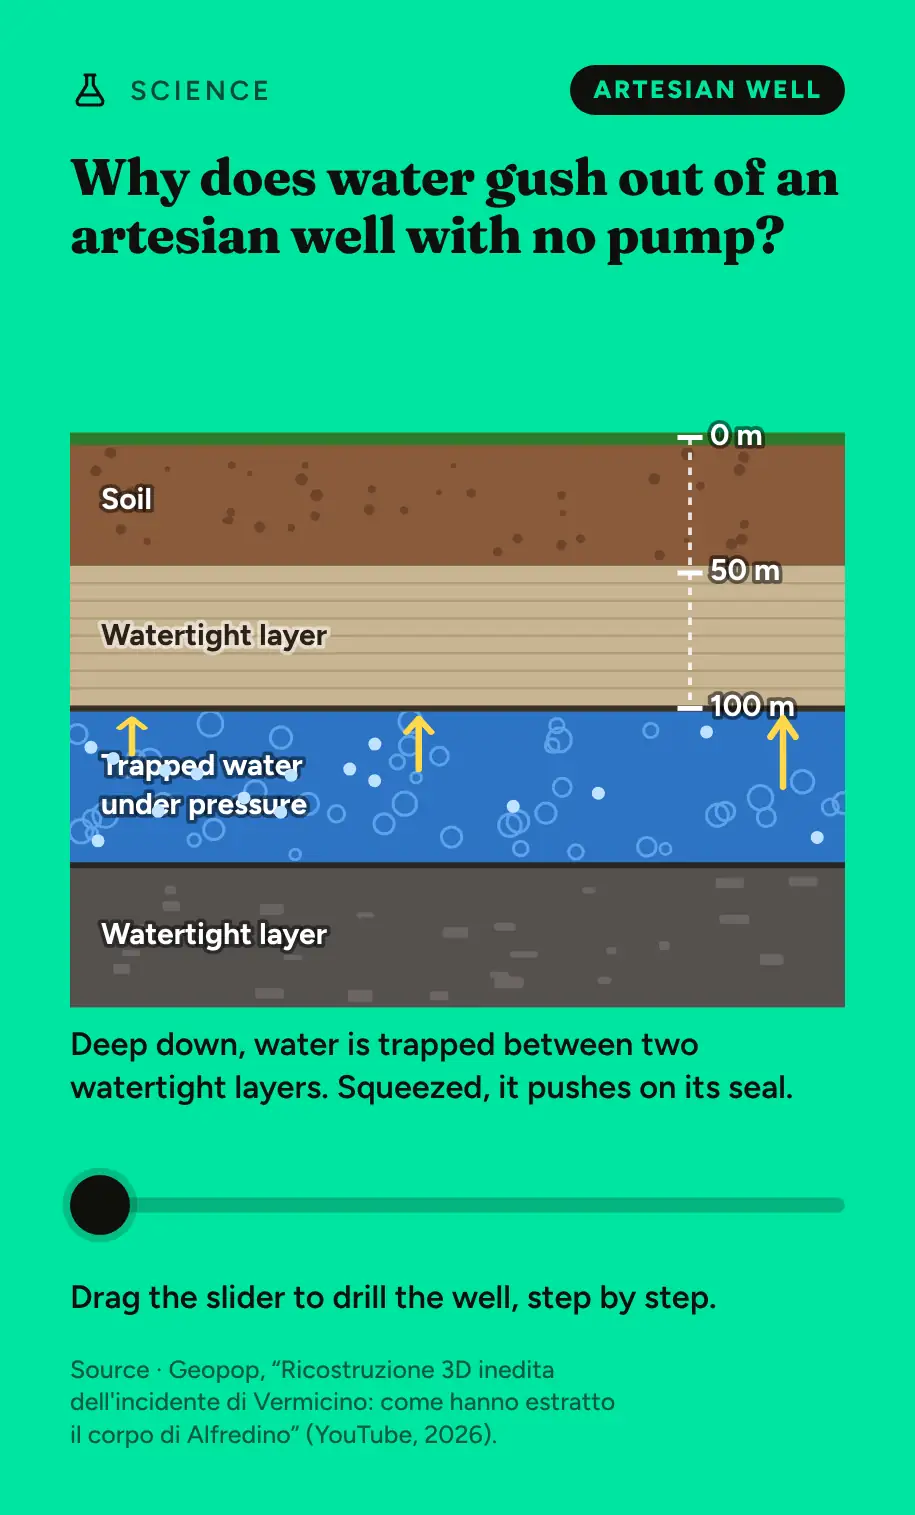 SCIENCE
ARTESIAN WELL
Why does water gush out of an
artesian well with no pump?
0 m
Soil
50 m
Watertight layer
100 m
Trapped water
under pressure
Watertight layer
Deep down, water is trapped between two
watertight layers. Squeezed, it pushes on its seal.
Drag the slider to drill the well, step by step.
Source · Geopop, “Ricostruzione 3D inedita
dell'incidente di Vermicino: come hanno estratto
il corpo di Alfredino” (YouTube, 2026).